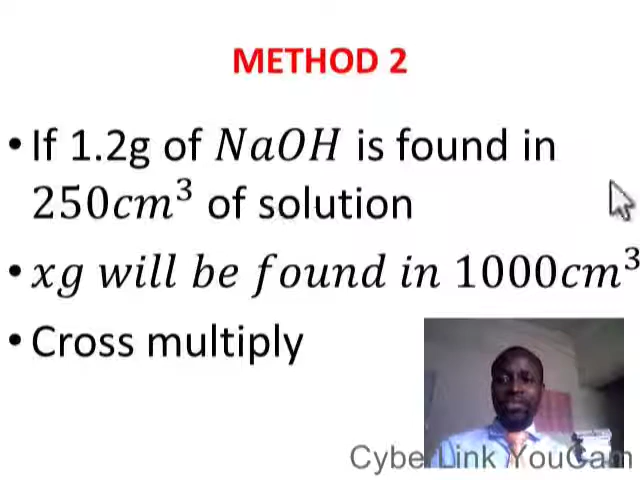 METHOD 2
• If 1.2g of NaOH is found in
250cm³ of solution
• xg will be found in 1000cm³
• Cross multiply
CyberLink YouCam